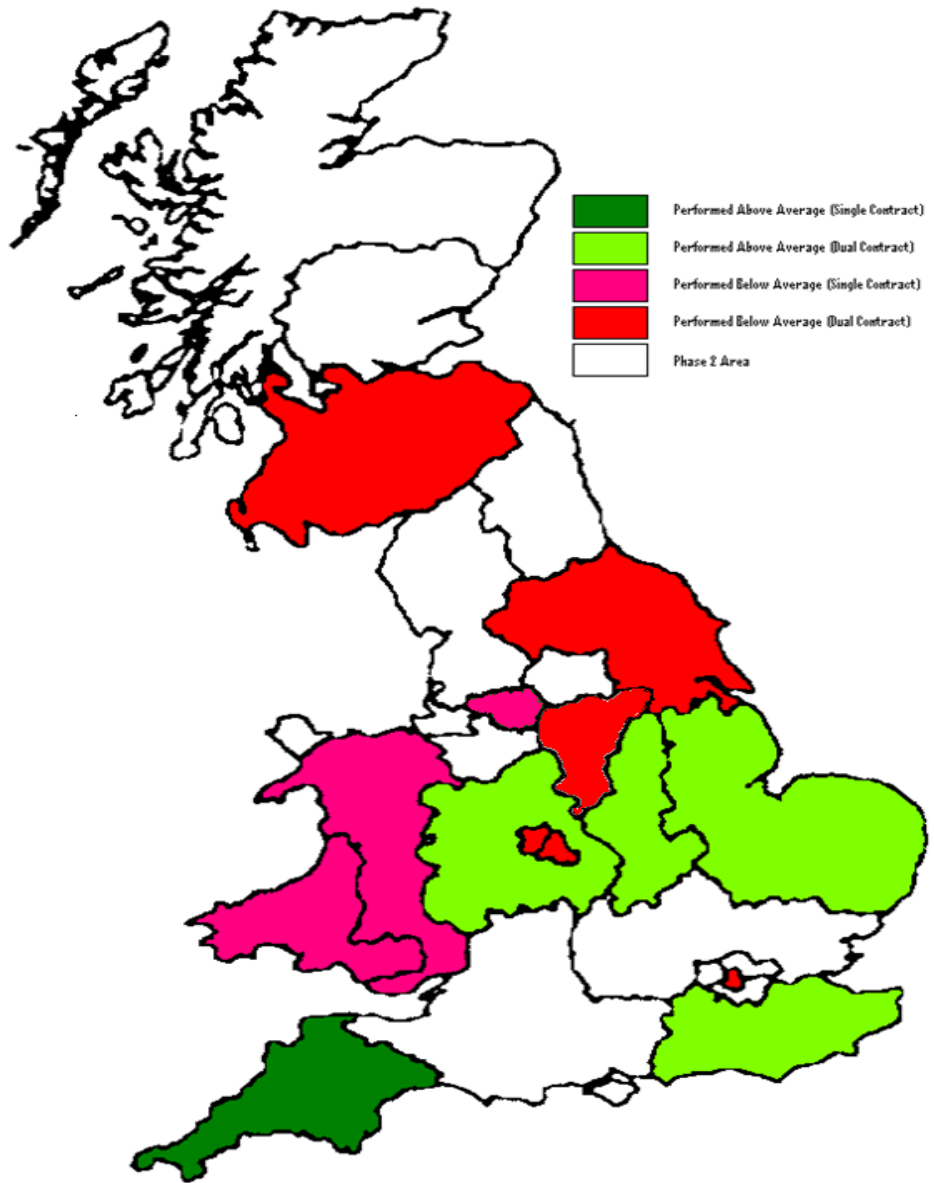 Performed Above Average (Single Contract)
Performed Above Average (Dual Contract)
Performed Below Average (Single Contract)
Performed Below Average (Dual Contract)
Phase 2 Area